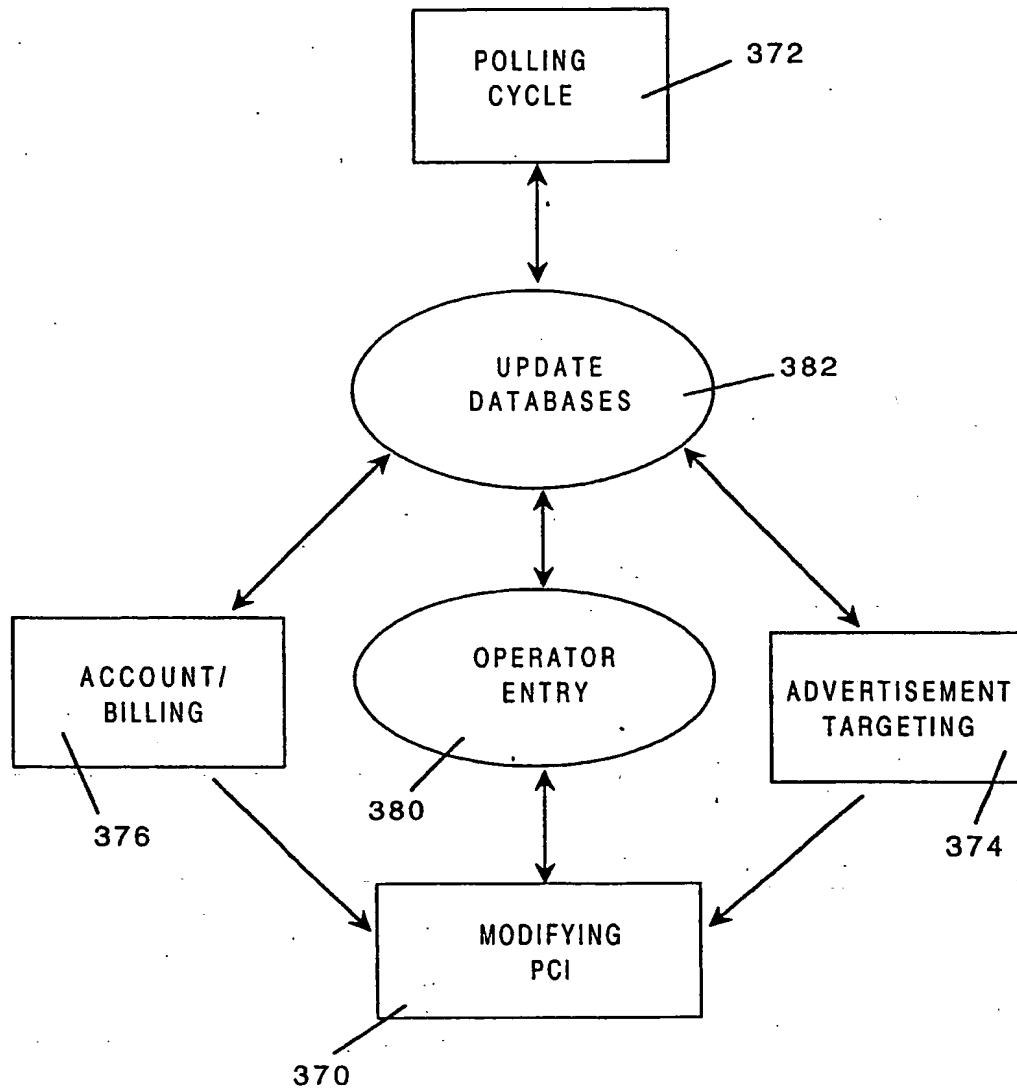 POLLING
CYCLE
372
UPDATE
DATABASES
382
ACCOUNT/
BILLING
376
OPERATOR
ENTRY
380
ADVERTISEMENT
TARGETING
374
MODIFYING
PCI
370